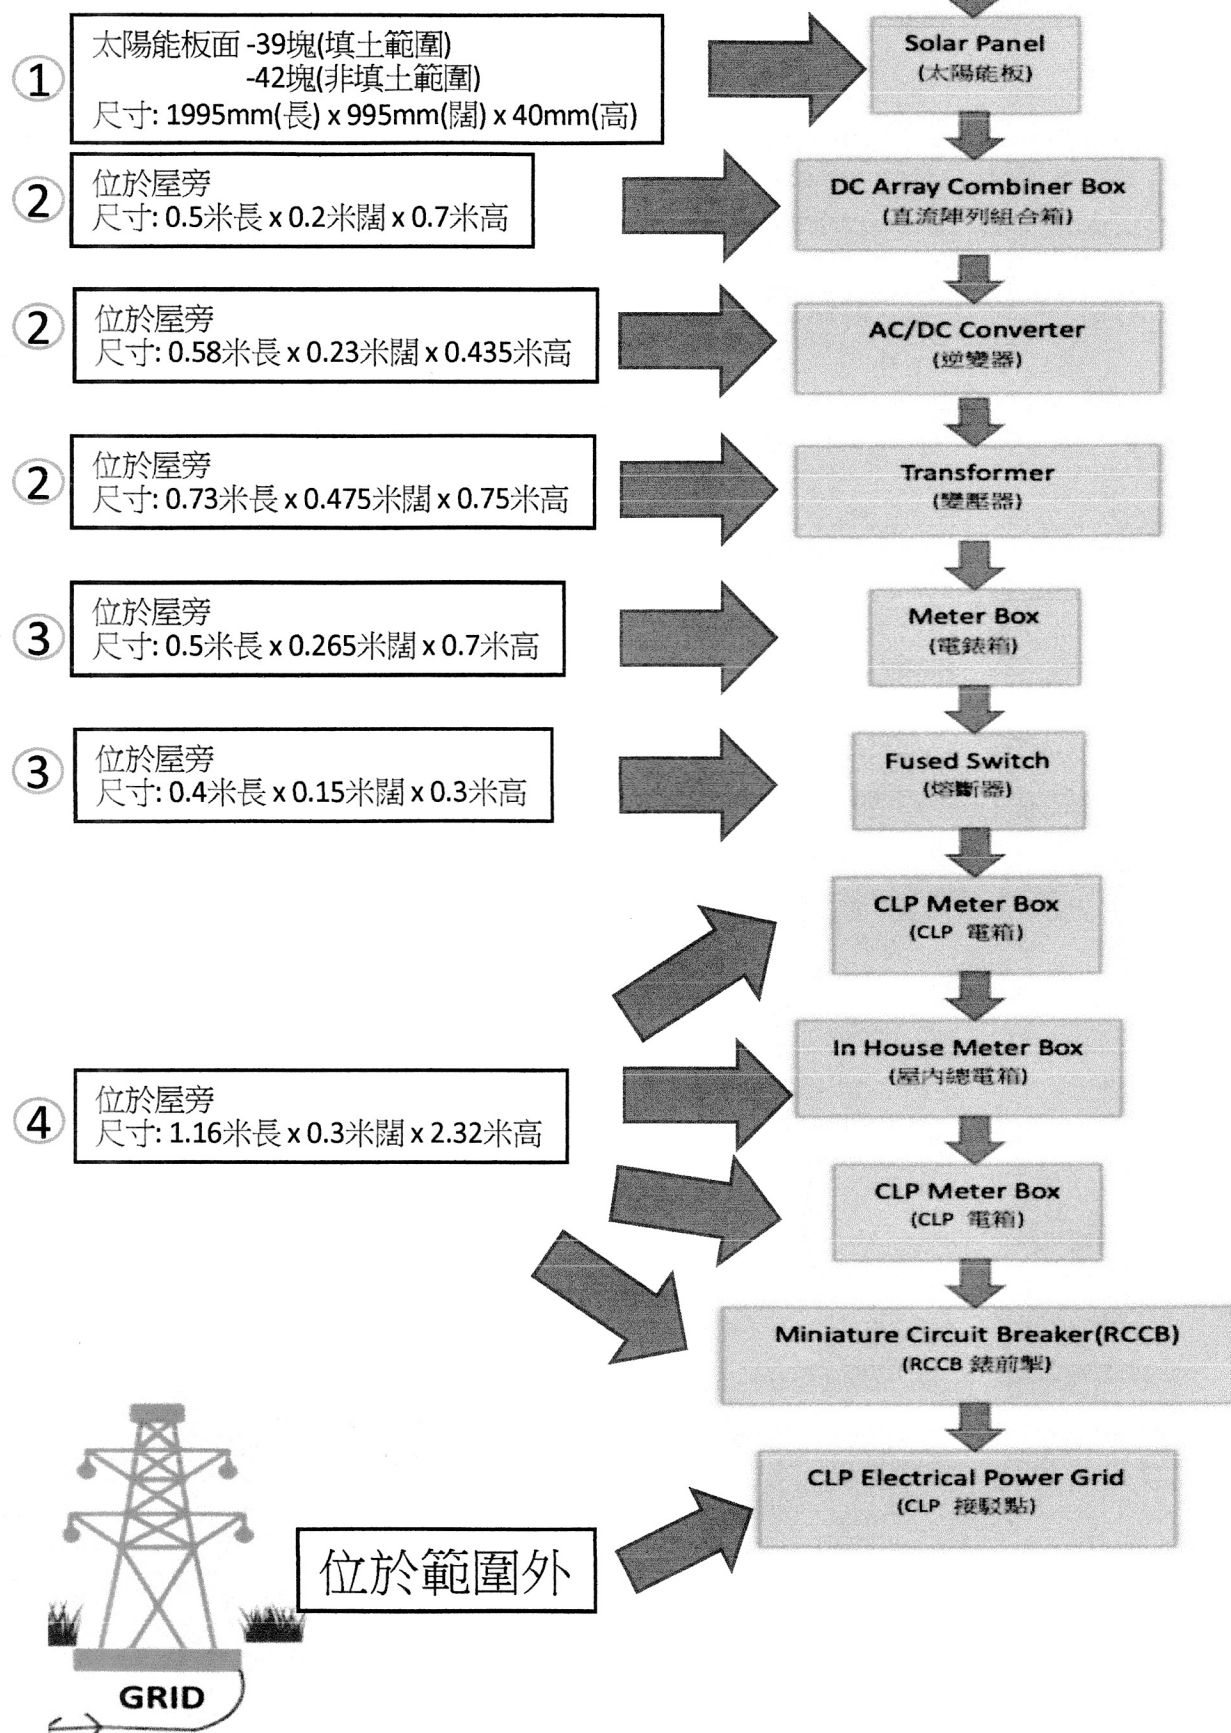 1
太陽能板面 -39塊(填土範圍)
-42塊(非填土範圍)
尺寸: 1995mm(長) x 995mm(闊) x 40mm(高)
Solar Panel
(太陽能板)
2
位於屋旁
尺寸: 0.5米長 x 0.2米闊 x 0.7米高
DC Array Combiner Box
(直流陣列組合箱)
2
位於屋旁
尺寸: 0.58米長 x 0.23米闊 x 0.435米高
AC/DC Converter
(逆變器)
2
位於屋旁
尺寸: 0.73米長 x 0.475米闊 x 0.75米高
Transformer
(變壓器)
3
位於屋旁
尺寸: 0.5米長 x 0.265米闊 x 0.7米高
Meter Box
(電錶箱)
3
位於屋旁
尺寸: 0.4米長 x 0.15米闊 x 0.3米高
Fused Switch
(熔斷器)
CLP Meter Box
(CLP 電箱)
In House Meter Box
(屋內總電箱)
4
位於屋旁
尺寸: 1.16米長 x 0.3米闊 x 2.32米高
CLP Meter Box
(CLP 電箱)
Miniature Circuit Breaker(RCCB)
(RCCB 錶前掣)
CLP Electrical Power Grid
(CLP 接駁點)
位於範圍外
GRID